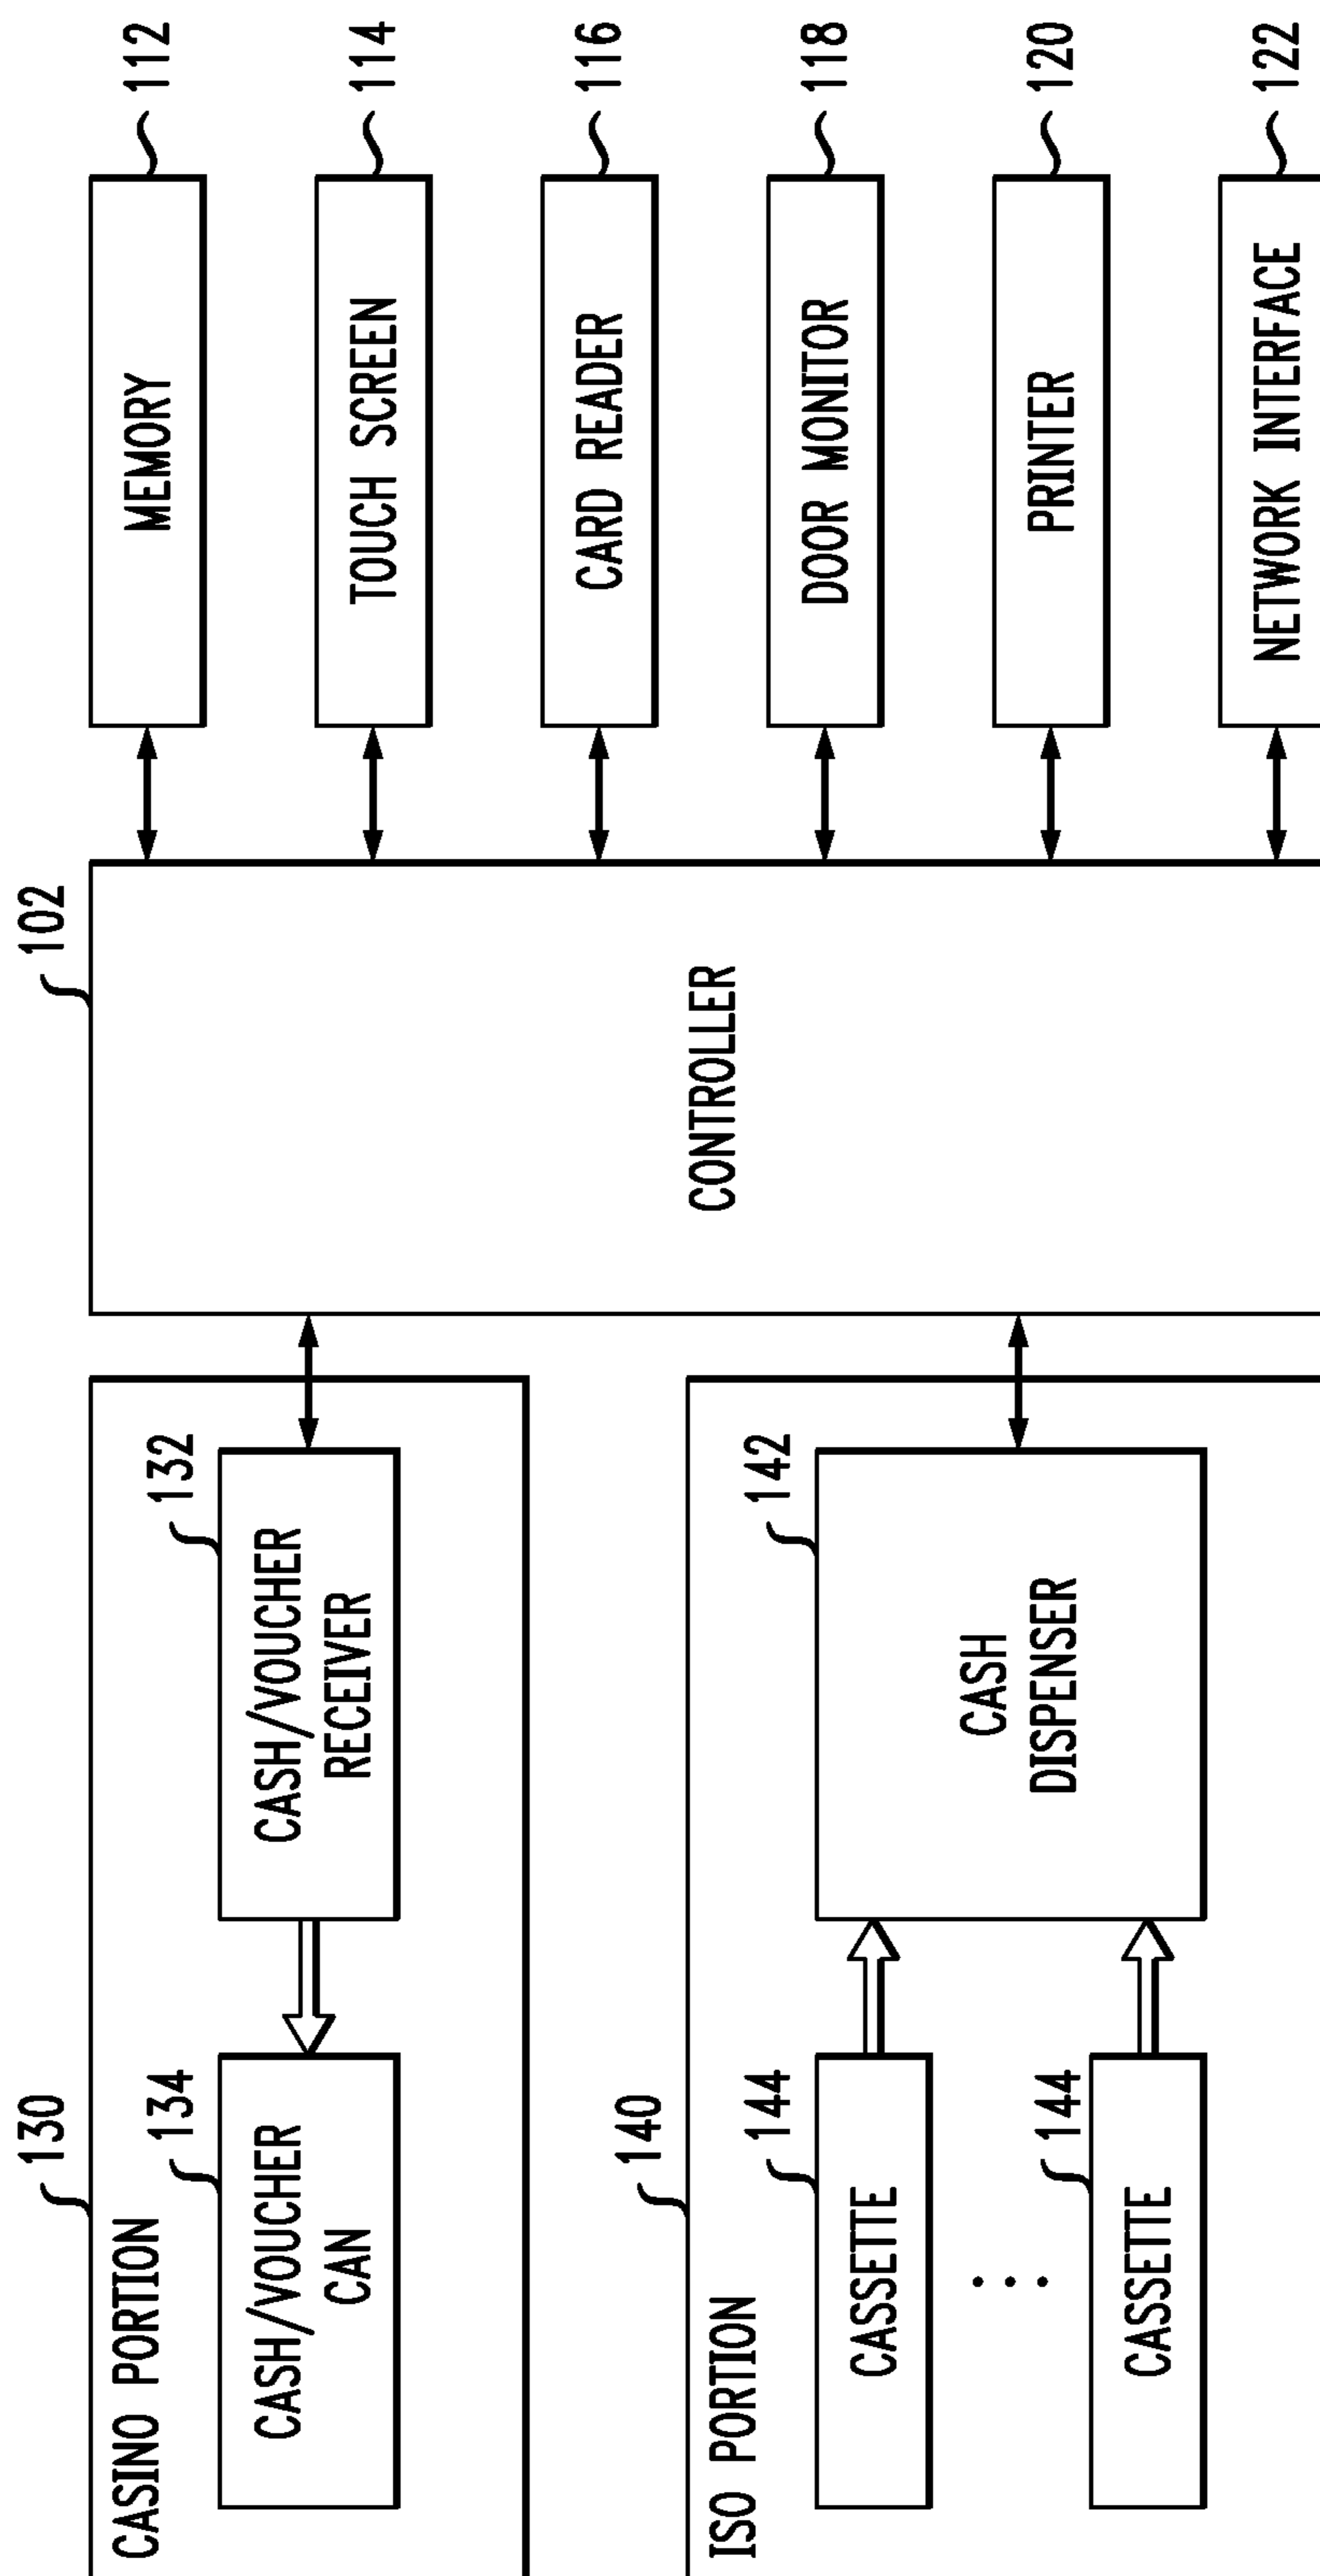 130
CASINO PORTION
134
CASH/VOUCHER
CAN
132
CASH/VOUCHER
RECEIVER
140
ISO PORTION
144
CASSETTE
144
CASSETTE
142
CASH
DISPENSER
102
CONTROLLER
MEMORY
112
TOUCH SCREEN
114
CARD READER
116
DOOR MONITOR
118
PRINTER
120
NETWORK INTERFACE
122